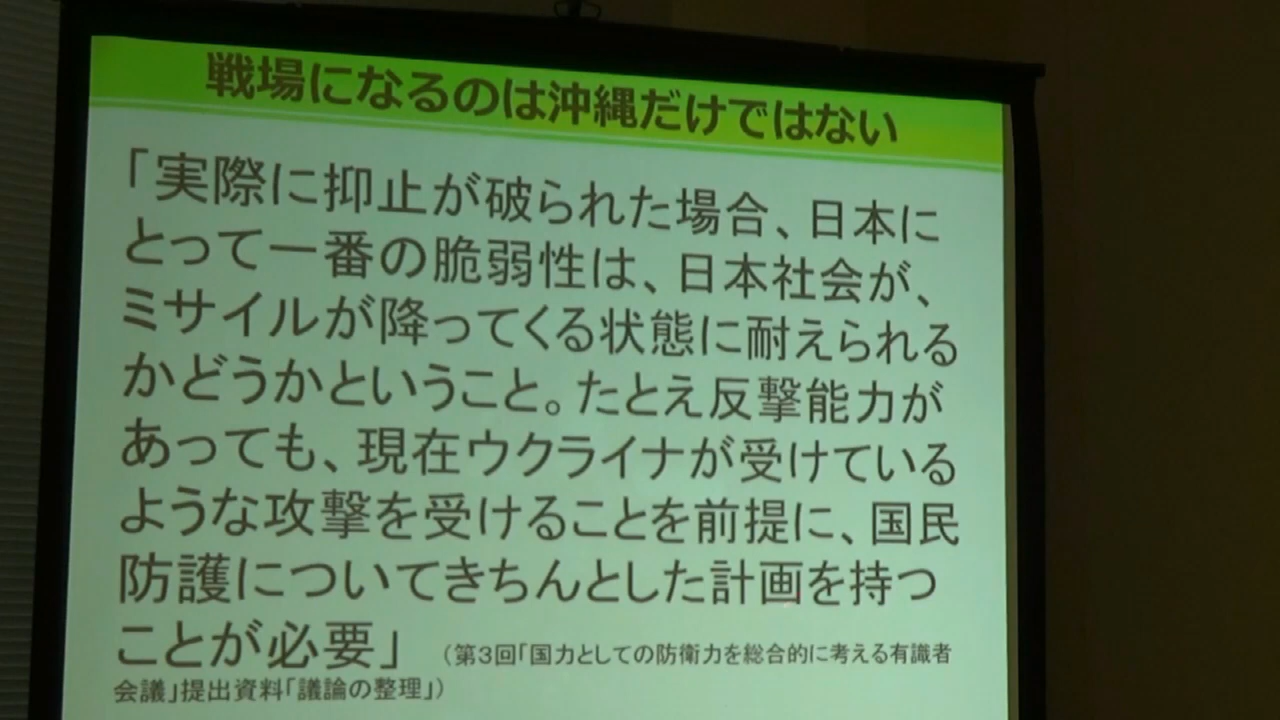 戦場になるのは沖縄だけではない
「実際に抑止が破られた場合、日本に
とって一番の脆弱性は、日本社会が、
ミサイルが降ってくる状態に耐えられる
かどうかということ。たとえ反撃能力が
あっても、現在ウクライナが受けている
ような攻撃を受けることを前提に、国民
防護についてきちんとした計画を持つ
ことが必要」 （第３回「国力としての防衛力を総合的に考える有識者
会議」提出資料「議論の整理」）